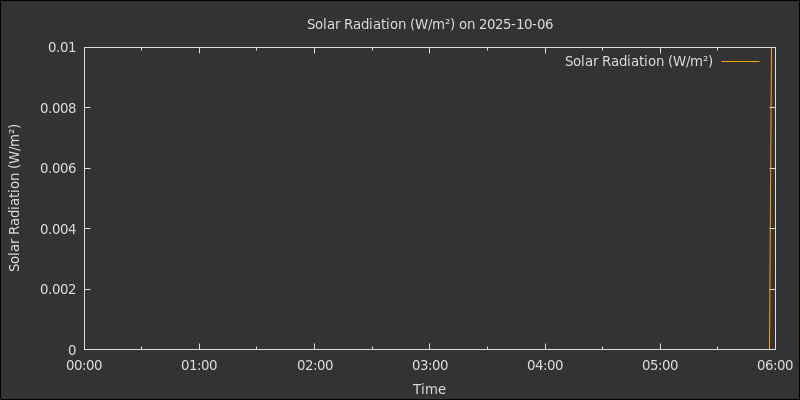 Solar Radiation (W/m²) on 2025-10-06
Solar Radiation (W/m²)
0.01
0.008
0.006
0.004
0.002
0
Solar Radiation (W/m²)
00:00 01:00 02:00 03:00 04:00 05:00 06:00
Time